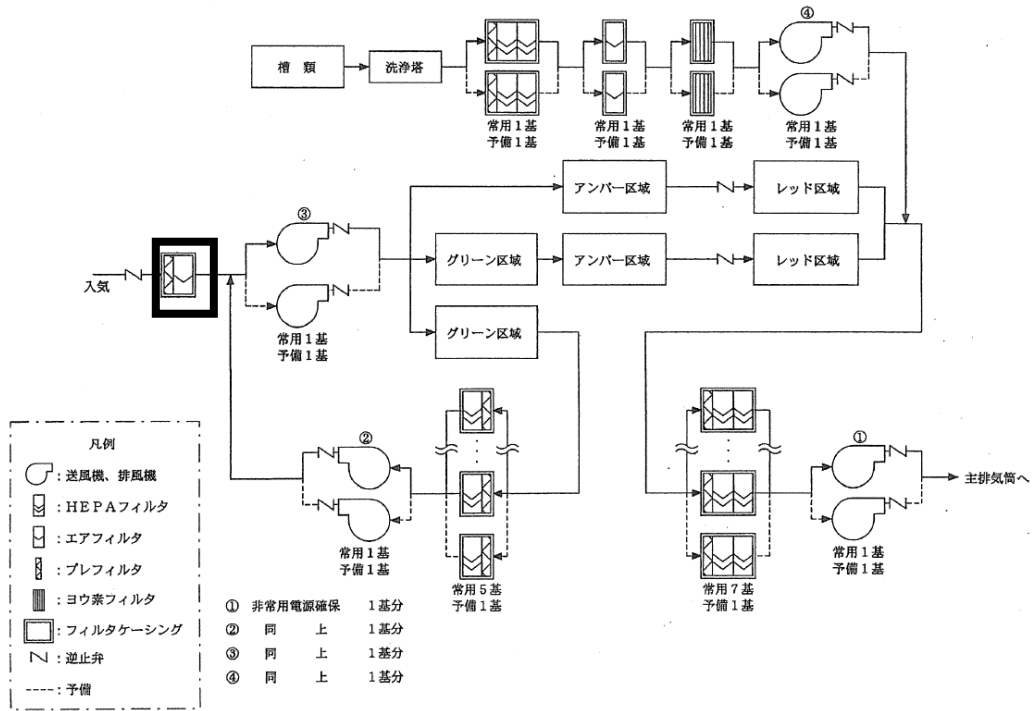 ④
槽 類
洗浄塔
常用1基
予備1基
常用1基
予備1基
常用1基
予備1基
常用1基
予備1基
アンバー区域
レッド区域
③
グリーン区域
アンバー区域
レッド区域
入気
常用1基
予備1基
グリーン区域
②
①
主排気筒へ
常用1基
予備1基
常用5基
予備1基
常用7基
予備1基
常用1基
予備1基
凡例
:送風機、排風機
:HEPAフィルタ
:エアフィルタ
:プレフィルタ
:ヨウ素フィルタ
:フィルタケーシング
:逆止弁
:予備
① 非常用電源確保 1基分
② 同 上 1基分
③ 同 上 1基分
④ 同 上 1基分